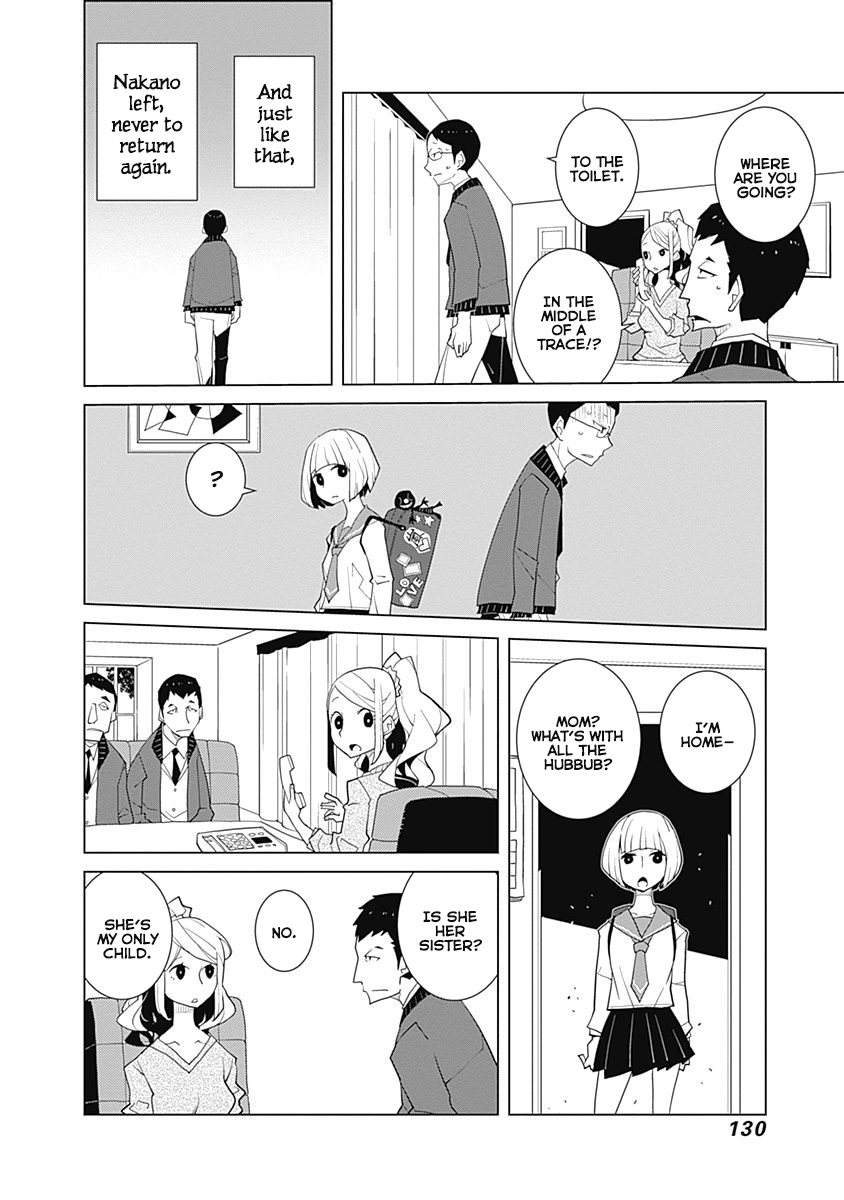 WHERE
ARE YOU
GOING?
TO THE
TOILET.
IN THE
MIDDLE
OF A
TRACE!?
And
just
like
that,
Nakano
left,
never to
return
again.
?
LO
VE
I'M
HOME–
MOM?
WHAT'S WITH
ALL THE
HUBBUB?
IS SHE
HER
SISTER?
NO.
SHE'S
MY ONLY
CHILD.
130